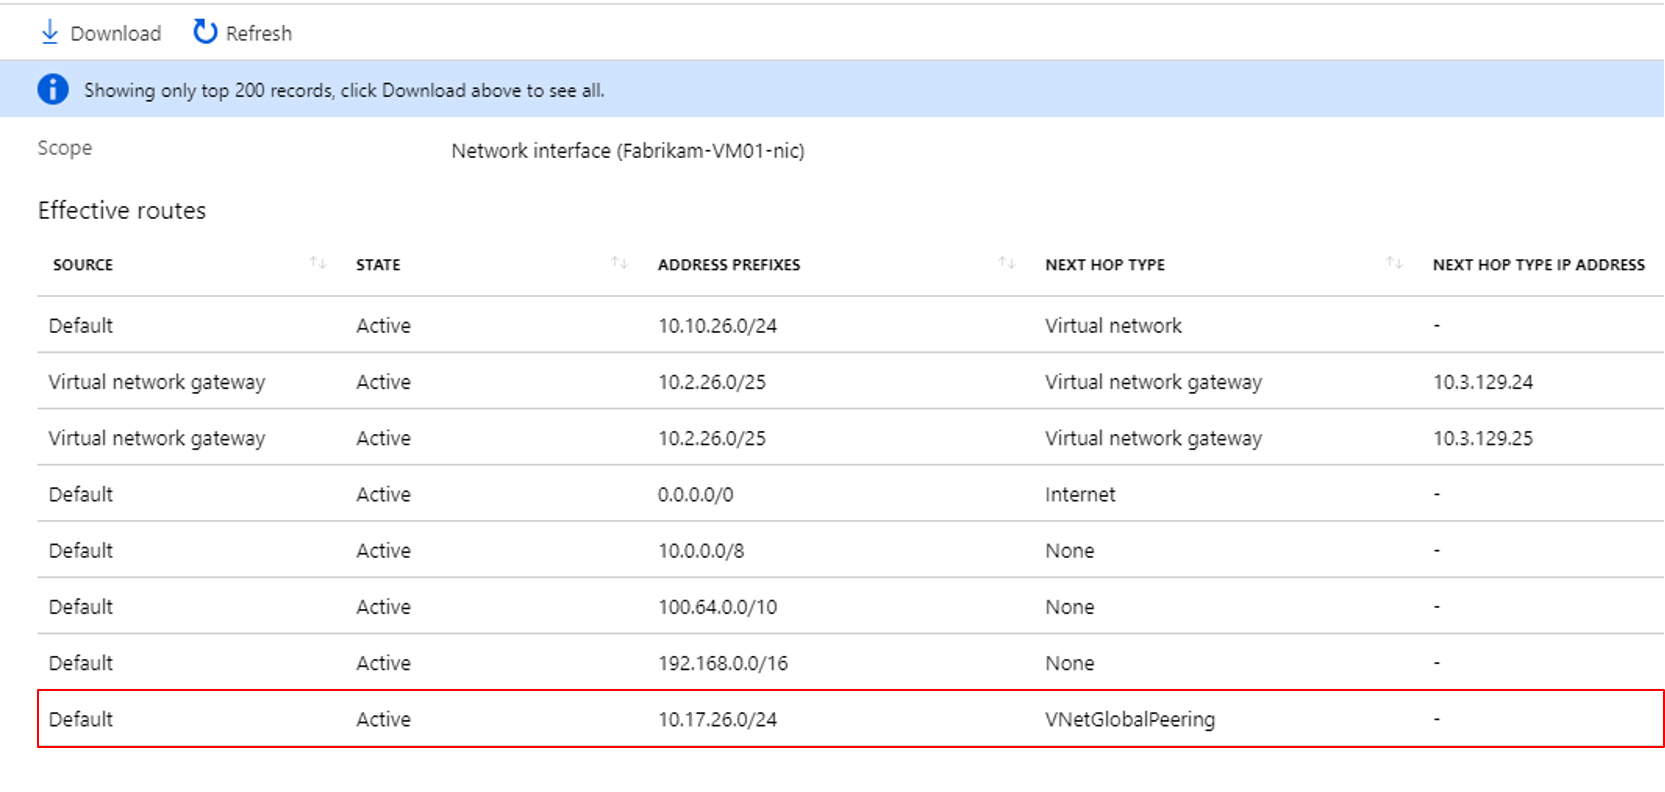 Download Refresh
Showing only top 200 records, click Download above to see all.
Scope Network interface (Fabrikam-VM01-nic)
Effective routes
SOURCE STATE ADDRESS PREFIXES NEXT HOP TYPE NEXT HOP TYPE IP ADDRESS
Default Active 10.10.26.0/24 Virtual network -
Virtual network gateway Active 10.2.26.0/25 Virtual network gateway 10.3.129.24
Virtual network gateway Active 10.2.26.0/25 Virtual network gateway 10.3.129.25
Default Active 0.0.0.0/0 Internet -
Default Active 10.0.0.0/8 None -
Default Active 100.64.0.0/10 None -
Default Active 192.168.0.0/16 None -
Default Active 10.17.26.0/24 VNetGlobalPeering -